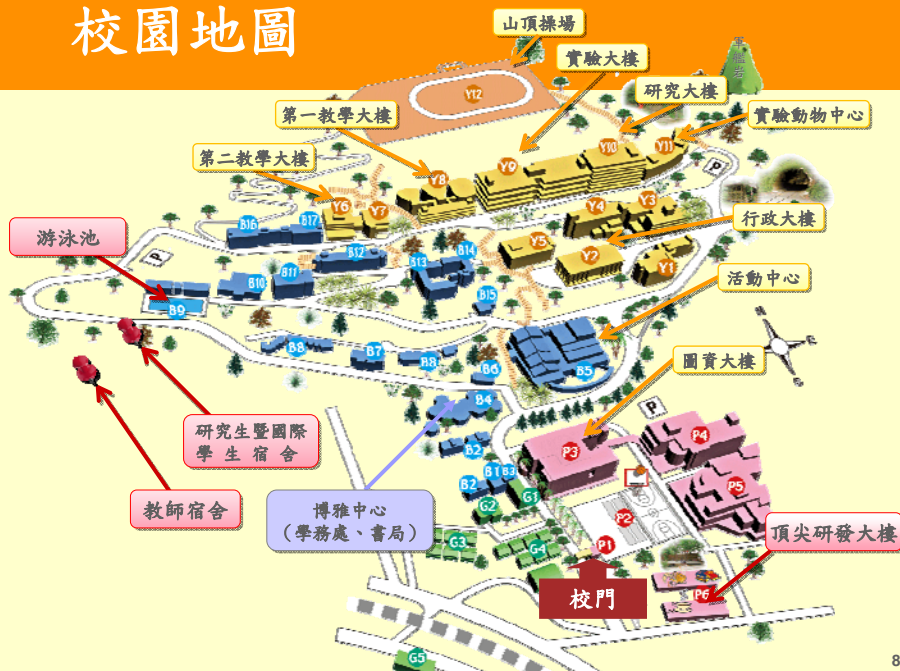 校園地圖
山頂操場
實驗大樓
軍艦岩
研究大樓
第一教學大樓
實驗動物中心
第二教學大樓
Y12
Y9
Y10
Y11
P
Y8
Y6
Y7
Y4
Y3
行政大樓
游泳池
B16
B17
Y5
Y2
Y1
P
B12
B13
B14
活動中心
B10
B11
B15
B9
B8
B7
B6
B5
圖資大樓
B4
P
研究生暨國際
學生宿舍
B2
P3
P4
教師宿舍
B1
B3
B2
G1
G2
P5
博雅中心
(學務處、書局)
P2
頂尖研發大樓
G3
G4
P1
校門
P6
G5
8